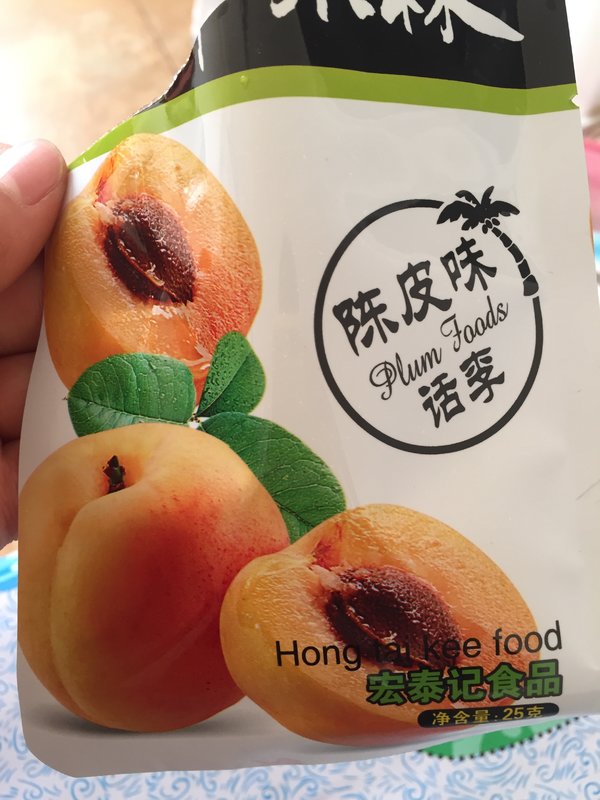 陈皮味
Plum Foods
话李
Hong tai kee food
宏泰记食品
净含量:25克